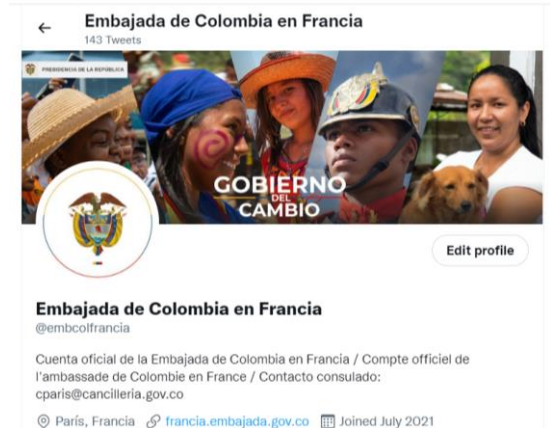 Embajada de Colombia en Francia
143 Tweets
PRESIDENCIA DE LA REPÚBLICA
GOBIERNO
DEL
CAMBIO
Edit profile
Embajada de Colombia en Francia
@embcolfrancia
Cuenta oficial de la Embajada de Colombia en Francia / Compte officiel de
l'ambassade de Colombie en France / Contacto consulado:
cparis@cancilleria.gov.co
París, Francia francia.embajada.gov.co Joined July 2021